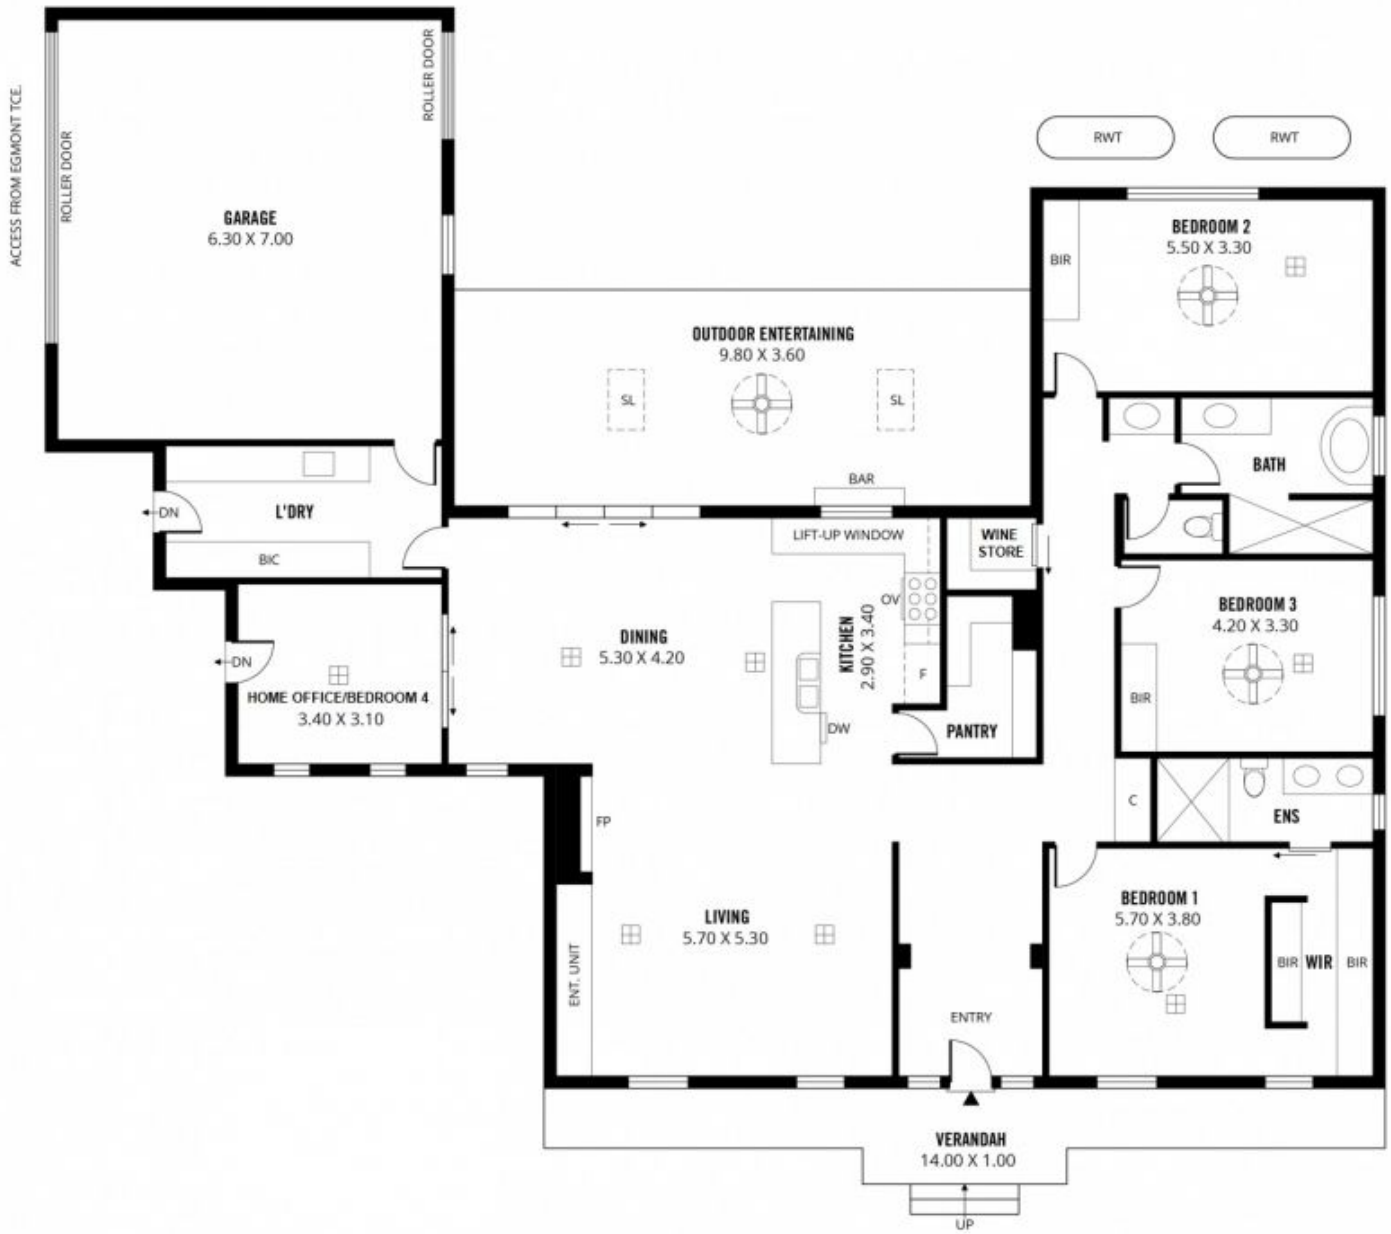 ACCESS FROM EGMONT TCE.
ROLLER DOOR
ROLLER DOOR
GARAGE
6.30 X 7.00
RWT
RWT
BEDROOM 2
5.50 X 3.30
BIR
OUTDOOR ENTERTAINING
9.80 X 3.60
SL
SL
BAR
BATH
DN
L'DRY
BIC
LIFT-UP WINDOW
WINE
STORE
OV
KITCHEN
2.90 X 3.40
F
DW
PANTRY
DINING
5.30 X 4.20
BEDROOM 3
4.20 X 3.30
BIR
DN
HOME OFFICE/BEDROOM 4
3.40 X 3.10
FP
C
ENS
LIVING
5.70 X 5.30
ENT. UNIT
BEDROOM 1
5.70 X 3.80
BIR
WIR
BIR
ENTRY
VERANDAH
14.00 X 1.00
UP